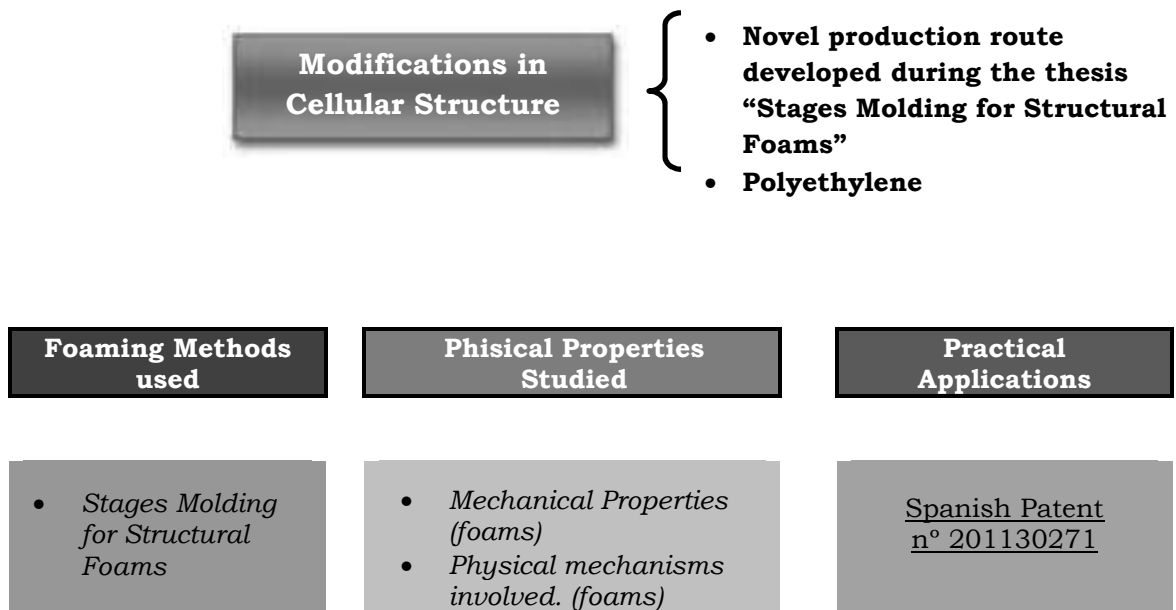 Modifications in
Cellular Structure
• Novel production route
developed during the thesis
“Stages Molding for Structural
Foams”
• Polyethylene
Foaming Methods
used
Phisical Properties
Studied
Practical
Applications
• Stages Molding
for Structural
Foams
• Mechanical Properties
(foams)
• Physical mechanisms
involved. (foams)
Spanish Patent
nº 201130271